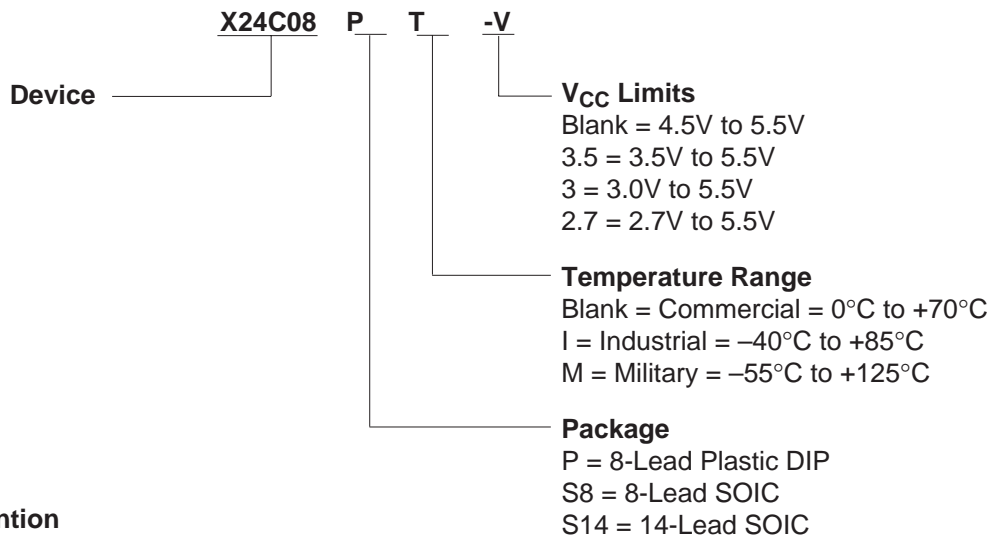 X24C08 P T -V
Device
VCC Limits
Blank = 4.5V to 5.5V
3.5 = 3.5V to 5.5V
3 = 3.0V to 5.5V
2.7 = 2.7V to 5.5V
Temperature Range
Blank = Commercial = 0°C to +70°C
I = Industrial = –40°C to +85°C
M = Military = –55°C to +125°C
Package
P = 8-Lead Plastic DIP
S8 = 8-Lead SOIC
S14 = 14-Lead SOIC
ntion